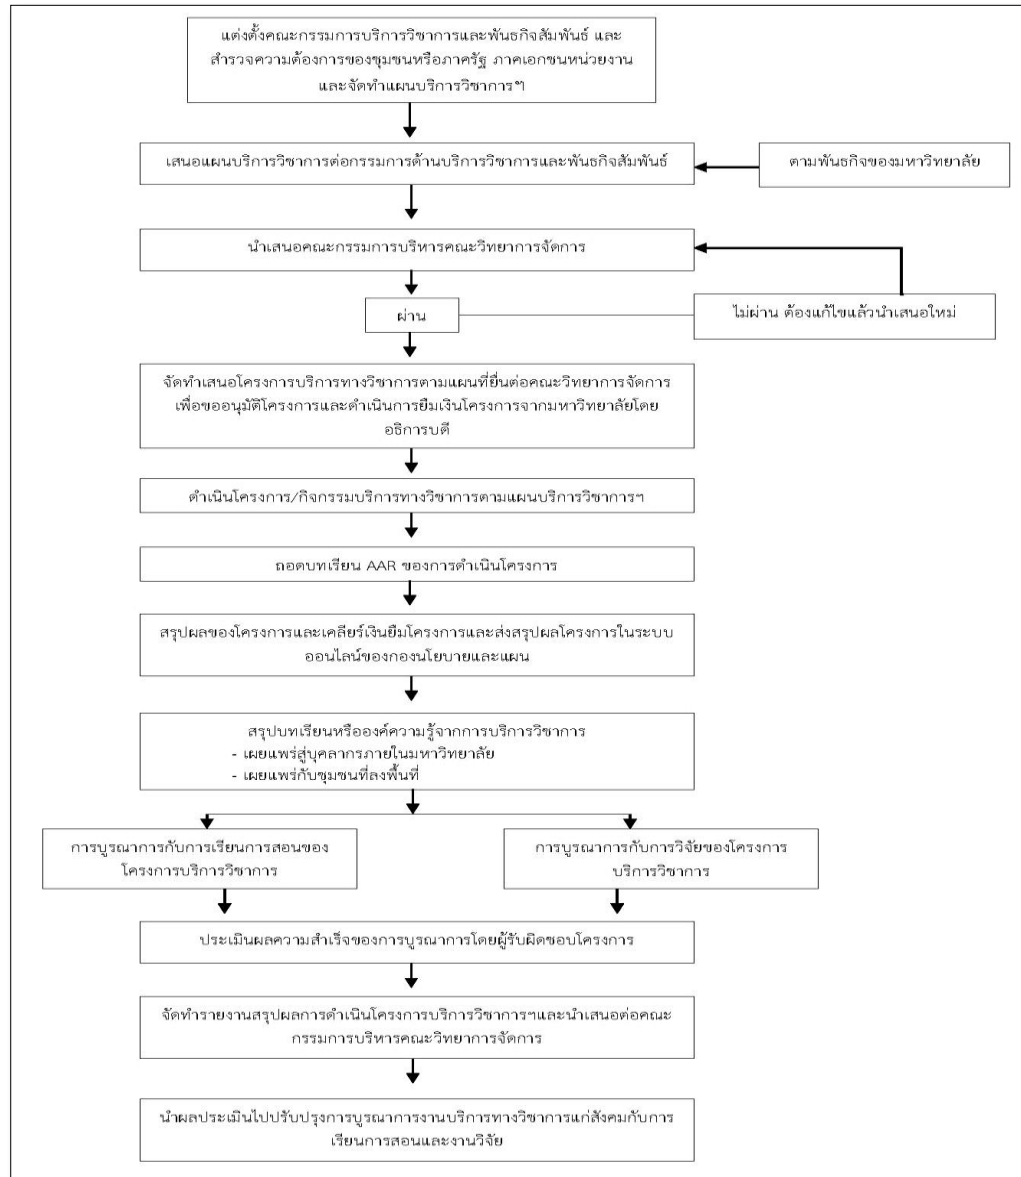 แต่งตั้งคณะกรรมการบริการวิชาการและพันธกิจสัมพันธ์ และ
สำรวจความต้องการของชุมชนหรือภาครัฐ ภาคเอกชนหน่วยงาน
และจัดทำแผนบริการวิชาการฯ
เสนอแผนบริการวิชาการต่อกรรมการด้านบริการวิชาการและพันธกิจสัมพันธ์
ตามพันธกิจของมหาวิทยาลัย
นำเสนอคณะกรรมการบริหารคณะวิทยาการจัดการ
ผ่าน
ไม่ผ่าน ต้องแก้ไขแล้วนำเสนอใหม่
จัดทำเสนอโครงการบริการทางวิชาการตามแผนที่ยื่นต่อคณะวิทยาการจัดการ
เพื่อขออนุมัติโครงการและดำเนินการยืมเงินโครงการจากมหาวิทยาลัยโดย
อธิการบดี
ดำเนินโครงการ/กิจกรรมบริการทางวิชาการตามแผนบริการวิชาการฯ
ถอดบทเรียน AAR ของการดำเนินโครงการ
สรุปผลของโครงการและเคลียร์เงินยืมโครงการและส่งสรุปผลโครงการในระบบ
ออนไลน์ของกองนโยบายและแผน
สรุปบทเรียนหรือองค์ความรู้จากการบริการวิชาการ
- เผยแพร่สู่บุคลากรภายในมหาวิทยาลัย
- เผยแพร่กับชุมชนที่ลงพื้นที่
การบูรณาการกับการเรียนการสอนของ
โครงการบริการวิชาการ
การบูรณาการกับการวิจัยของโครงการ
บริการวิชาการ
ประเมินผลความสำเร็จของการบูรณาการโดยผู้รับผิดชอบโครงการ
จัดทำรายงานสรุปผลการดำเนินโครงการบริการวิชาการฯและนำเสนอต่อคณะ
กรรมการบริหารคณะวิทยาการจัดการ
นำผลประเมินไปปรับปรุงการบูรณาการงานบริการทางวิชาการแก่สังคมกับการ
เรียนการสอนและงานวิจัย